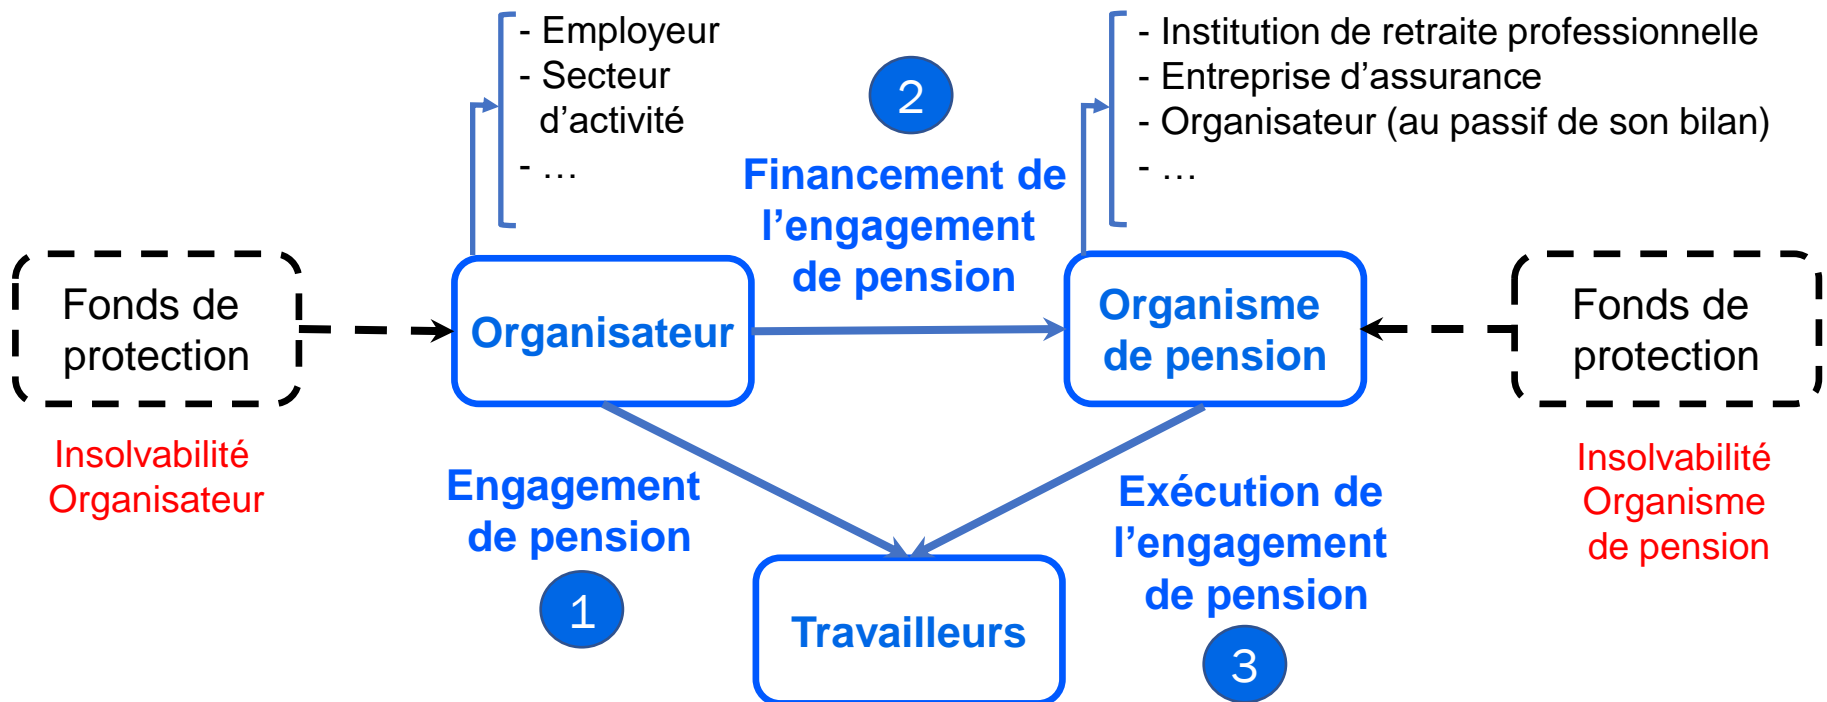 - Employeur
- Secteur
d’activité
- …
2
Financement de
l’engagement
de pension
- Institution de retraite professionnelle
- Entreprise d’assurance
- Organisateur (au passif de son bilan)
- …
Fonds de
protection
Insolvabilité
Organisateur
Organisateur
Organisme
de pension
Fonds de
protection
Insolvabilité
Organisme
de pension
Engagement
de pension
1
Exécution de
l’engagement
de pension
3
Travailleurs